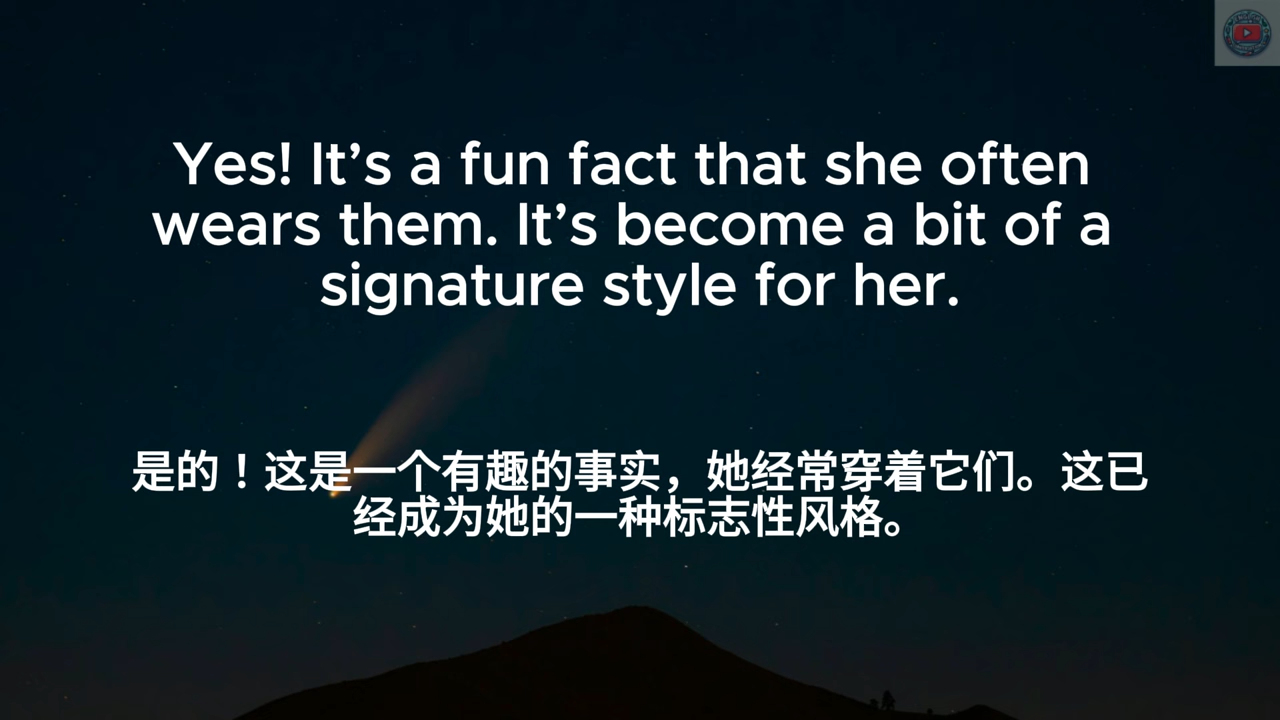 Yes! It’s a fun fact that she often
wears them. It’s become a bit of a
signature style for her.
是的！这是一个有趣的事实，她经常穿着它们。这已
经成为她的一种标志性风格。